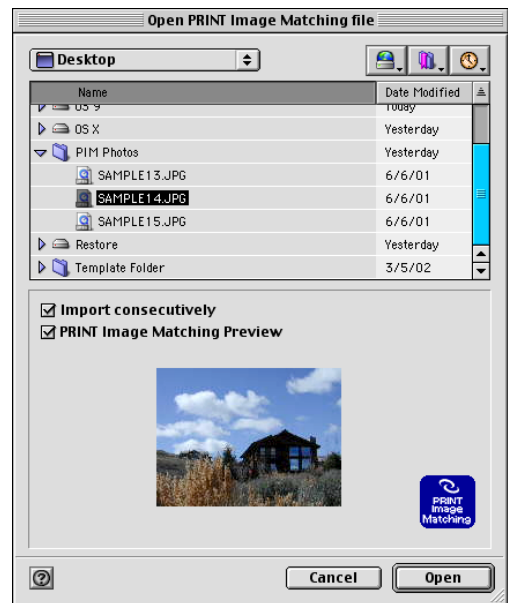 Open PRINT Image Matching file
Desktop
Name Date Modified
OS 9 Today
OS X Yesterday
PIM Photos Yesterday
SAMPLE13.JPG 6/6/01
SAMPLE14.JPG 6/6/01
SAMPLE15.JPG 6/6/01
Restore Yesterday
Template Folder 3/5/02
Import consecutively
PRINT Image Matching Preview
PRINT
Image
Matching
?
Cancel Open